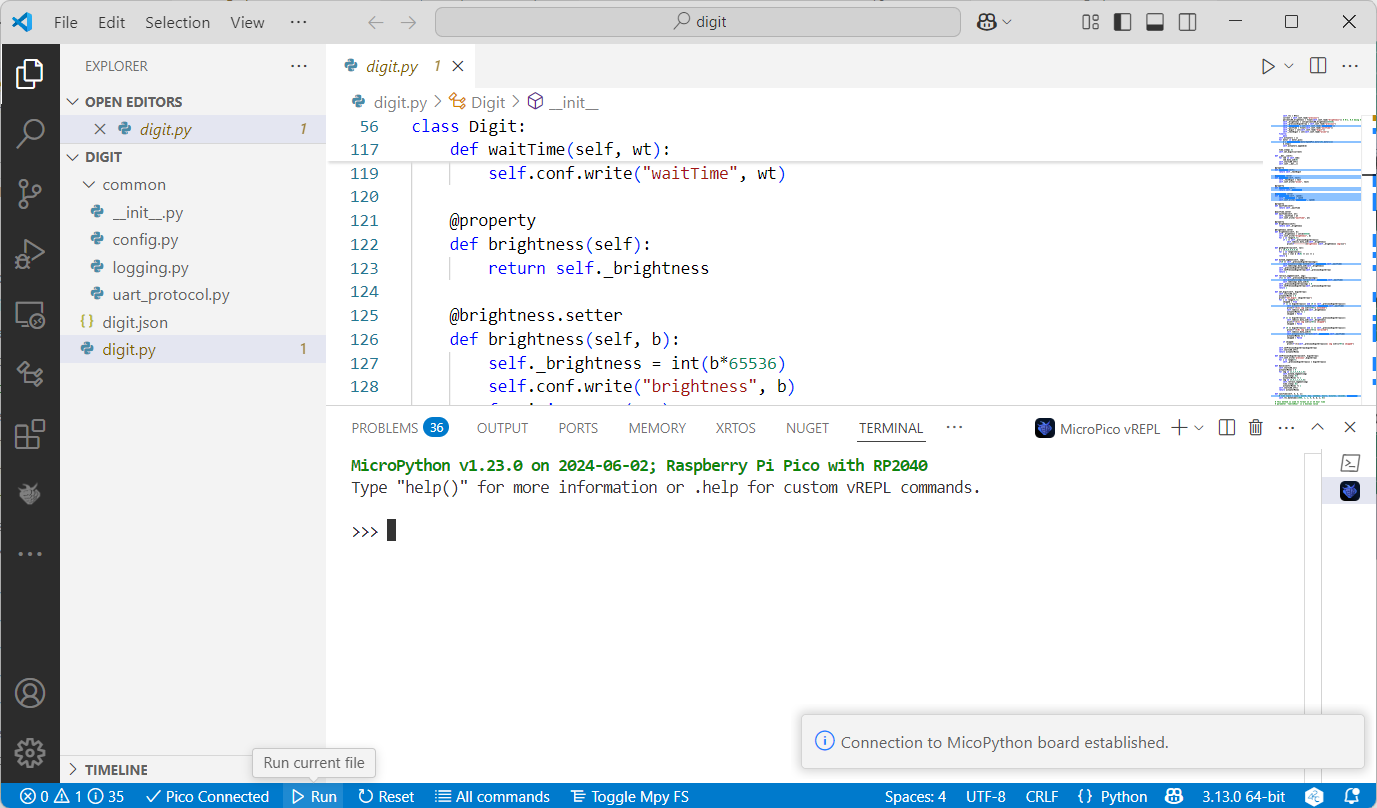 File Edit Selection View ··· digit
EXPLORER ···
OPEN EDITORS
digit.py 1
DIGIT
common
__init__.py
config.py
logging.py
uart_protocol.py
{} digit.json
digit.py 1
TIMELINE
digit.py 1
digit.py > Digit > __init__
56 class Digit:
117 def waitTime(self, wt):
119 self.conf.write("waitTime", wt)
120
121 @property
122 def brightness(self):
123 return self._brightness
124
125 @brightness.setter
126 def brightness(self, b):
127 self._brightness = int(b*65536)
128 self.conf.write("brightness", b)
PROBLEMS 36 OUTPUT PORTS MEMORY XRTOS NUGET TERMINAL ··· MicroPico vREPL
MicroPython v1.23.0 on 2024-06-02; Raspberry Pi Pico with RP2040
Type "help()" for more information or .help for custom vREPL commands.
>>>
Connection to MicoPython board established.
Run current file
0 1 35 Pico Connected Run Reset All commands Toggle Mpy FS Spaces: 4 UTF-8 CRLF {} Python 3.13.0 64-bit